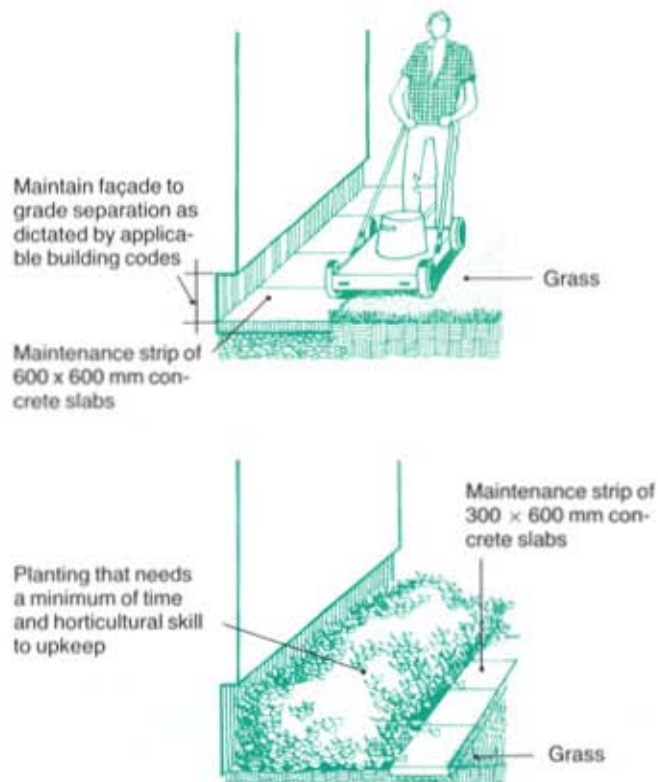 Maintain façade to
grade separation as
dictated by applica-
ble building codes
Grass
Maintenance strip of
600 x 600 mm con-
crete slabs
Maintenance strip of
300 × 600 mm con-
crete slabs
Planting that needs
a minimum of time
and horticultural skill
to upkeep
Grass